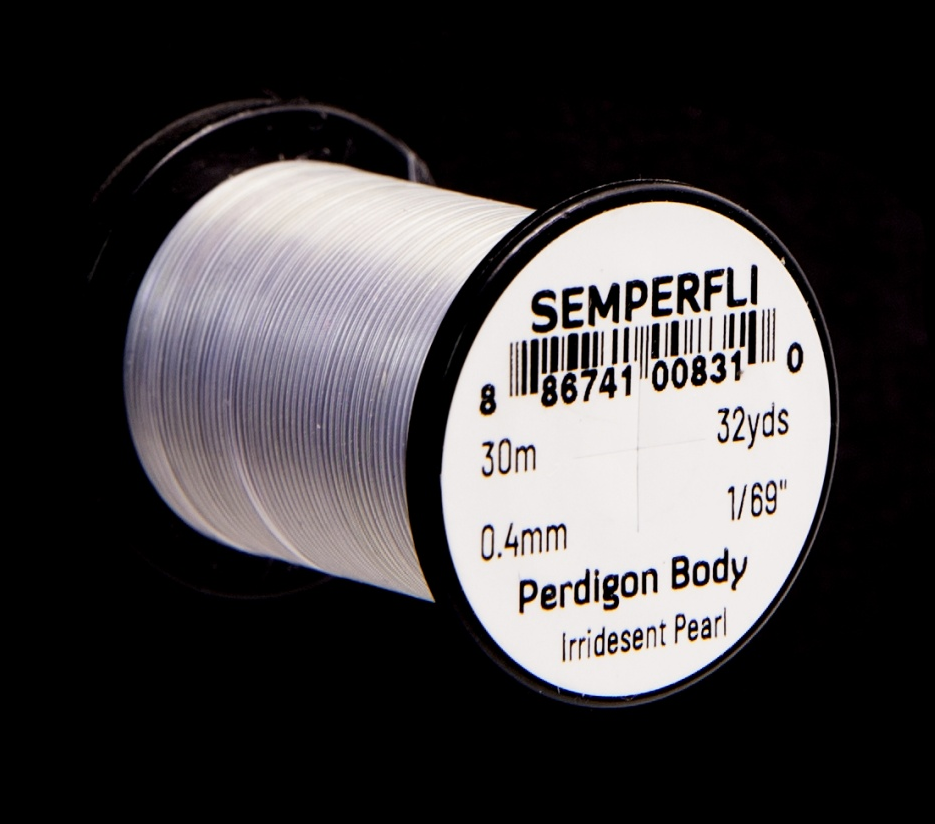 SEMPERFLI
8 86741 00831 0
30m 32yds
0.4mm 1/69"
Perdigon Body
Irridesent Pearl